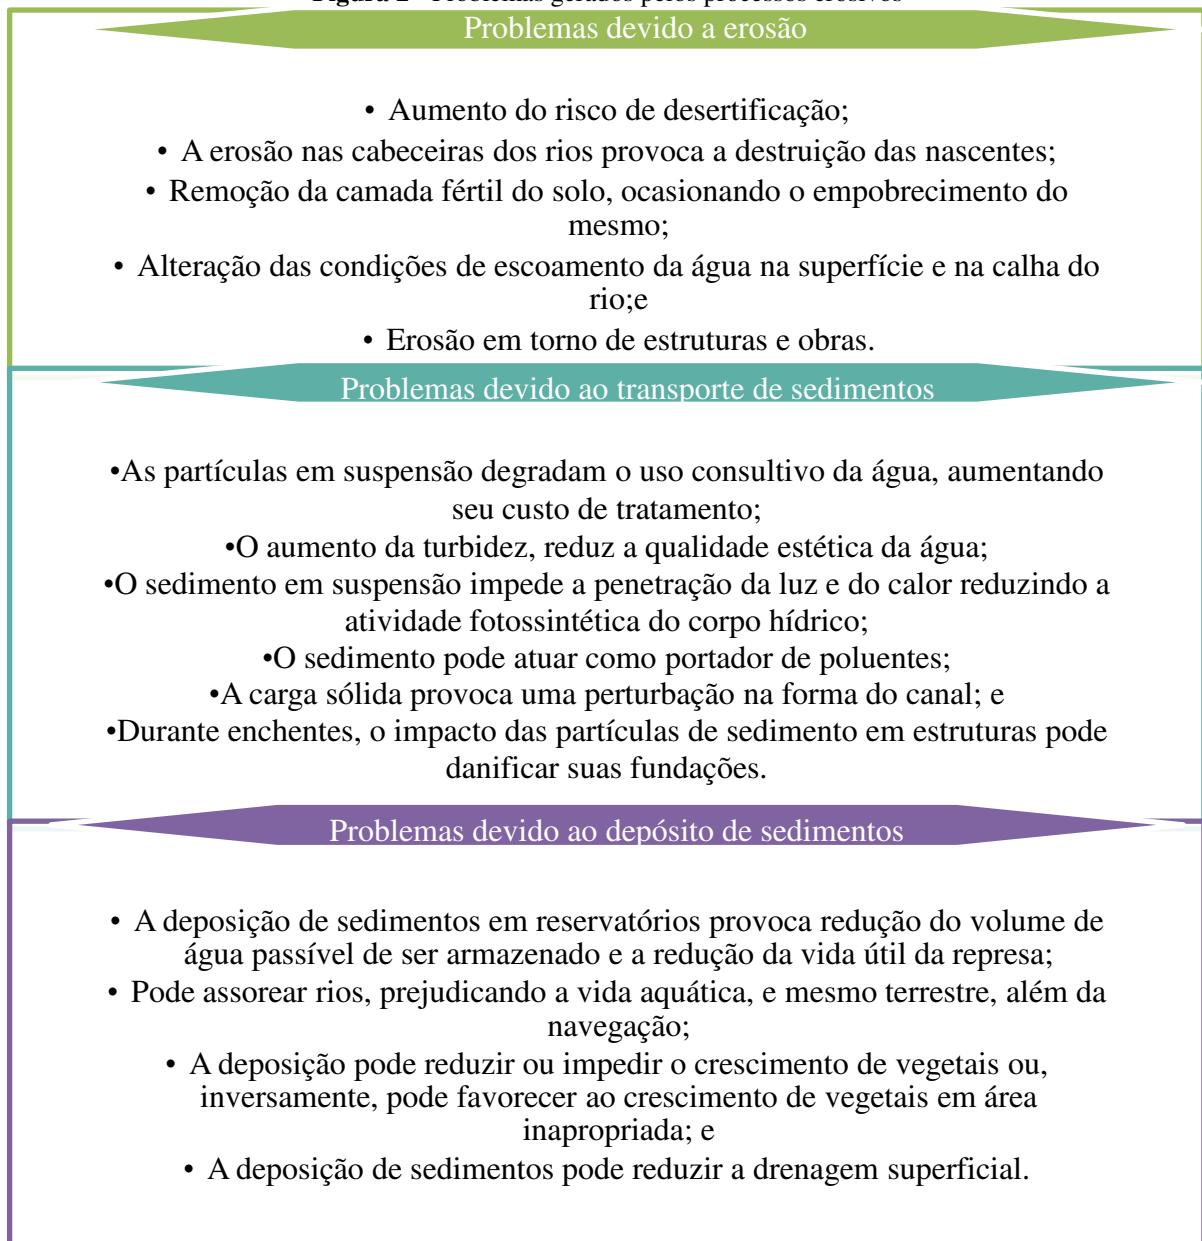 Figura 2 - Problemas gerados pelos processos erosivos
Problemas devido a erosão
• Aumento do risco de desertificação;
• A erosão nas cabeceiras dos rios provoca a destruição das nascentes;
• Remoção da camada fértil do solo, ocasionando o empobrecimento do
mesmo;
• Alteração das condições de escoamento da água na superfície e na calha do
rio;e
• Erosão em torno de estruturas e obras.
Problemas devido ao transporte de sedimentos
•As partículas em suspensão degradam o uso consultivo da água, aumentando
seu custo de tratamento;
•O aumento da turbidez, reduz a qualidade estética da água;
•O sedimento em suspensão impede a penetração da luz e do calor reduzindo a
atividade fotossintética do corpo hídrico;
•O sedimento pode atuar como portador de poluentes;
•A carga sólida provoca uma perturbação na forma do canal; e
•Durante enchentes, o impacto das partículas de sedimento em estruturas pode
danificar suas fundações.
Problemas devido ao depósito de sedimentos
• A deposição de sedimentos em reservatórios provoca redução do volume de
água passível de ser armazenado e a redução da vida útil da represa;
• Pode assorear rios, prejudicando a vida aquática, e mesmo terrestre, além da
navegação;
• A deposição pode reduzir ou impedir o crescimento de vegetais ou,
inversamente, pode favorecer ao crescimento de vegetais em área
inapropriada; e
• A deposição de sedimentos pode reduzir a drenagem superficial.